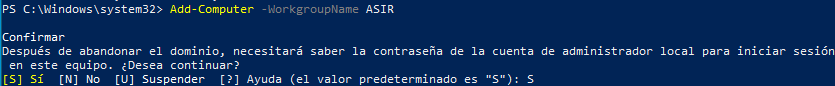 PS C:\Windows\system32> Add-Computer -WorkgroupName ASIR
Confirmar
Después de abandonar el dominio, necesitará saber la contraseña de la cuenta de administrador local para iniciar sesión
en este equipo. ¿Desea continuar?
[S] Sí  [N] No  [U] Suspender  [?] Ayuda (el valor predeterminado es "S"): S